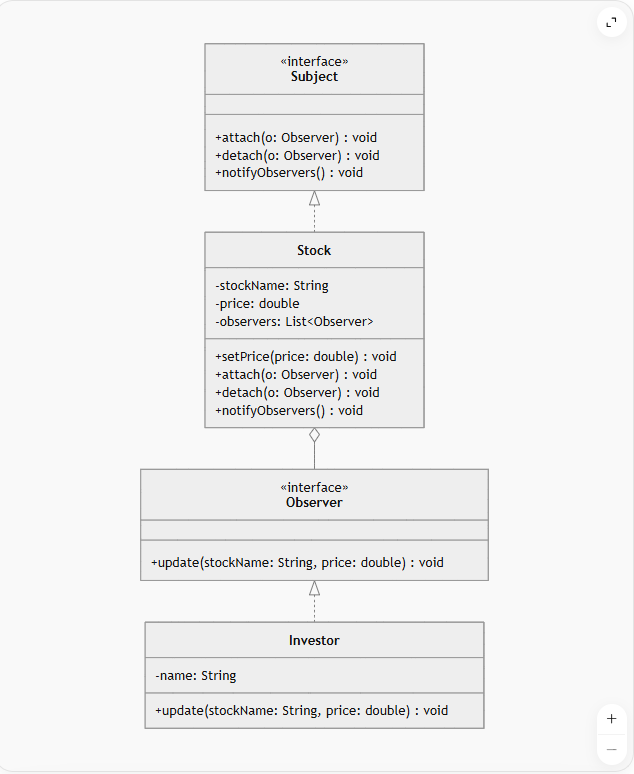 «interface»
Subject
+attach(o: Observer) : void
+detach(o: Observer) : void
+notifyObservers() : void
Stock
-stockName: String
-price: double
-observers: List<Observer>
+setPrice(price: double) : void
+attach(o: Observer) : void
+detach(o: Observer) : void
+notifyObservers() : void
«interface»
Observer
+update(stockName: String, price: double) : void
Investor
-name: String
+update(stockName: String, price: double) : void